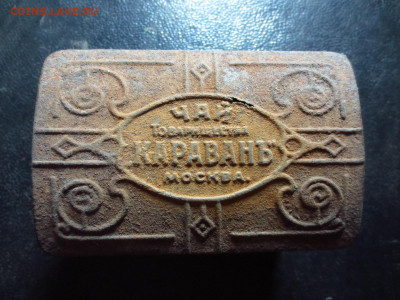 COINS.LAVE.RU
ЧАЙ
ТОВАРИЩЕСТВА
„КАРАВАНЪ"
МОСКВА.